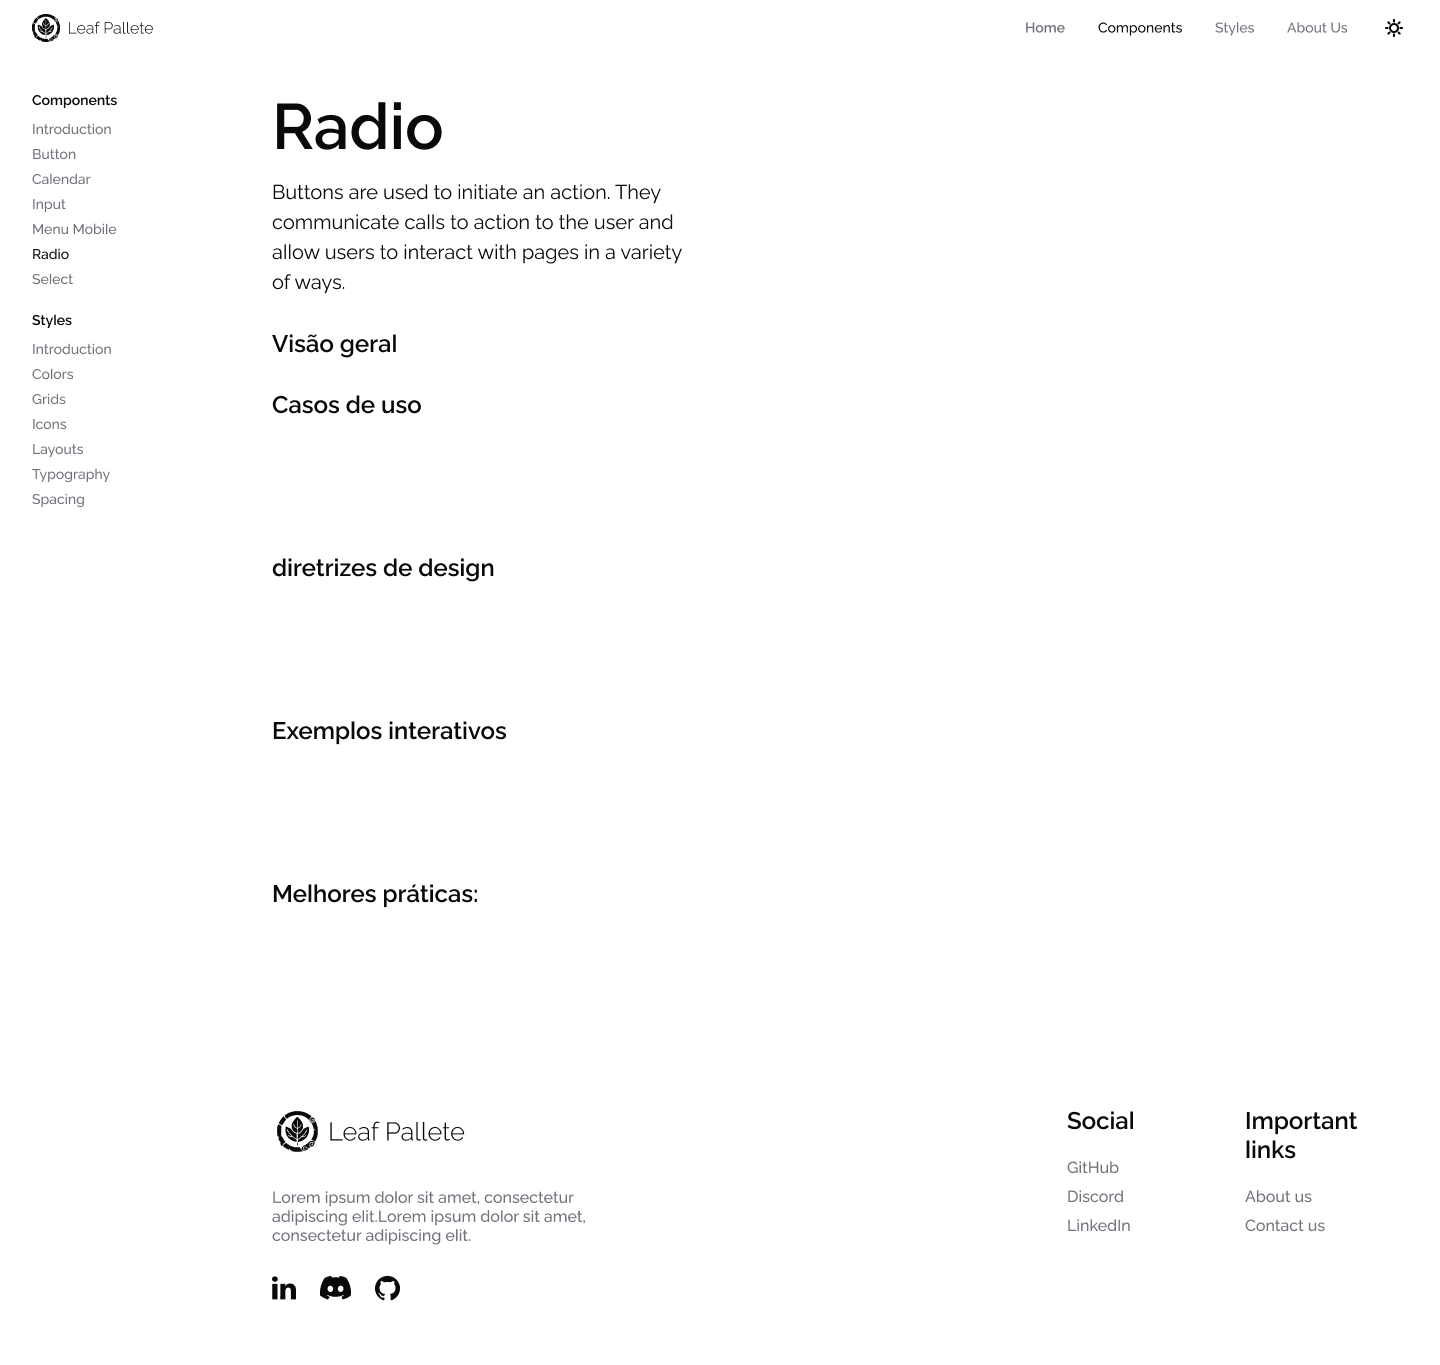 Leaf Pallete
Home
Components
Styles
About Us
Components
Introduction
Button
Calendar
Input
Menu Mobile
Radio
Select
Styles
Introduction
Colors
Grids
Icons
Layouts
Typography
Spacing
Radio
Buttons are used to initiate an action. They
communicate calls to action to the user and
allow users to interact with pages in a variety
of ways.
Visão geral
Casos de uso
diretrizes de design
Exemplos interativos
Melhores práticas:
Leaf Pallete
Lorem ipsum dolor sit amet, consectetur
adipiscing elit.Lorem ipsum dolor sit amet,
consectetur adipiscing elit.
Social
GitHub
Discord
LinkedIn
Important
links
About us
Contact us